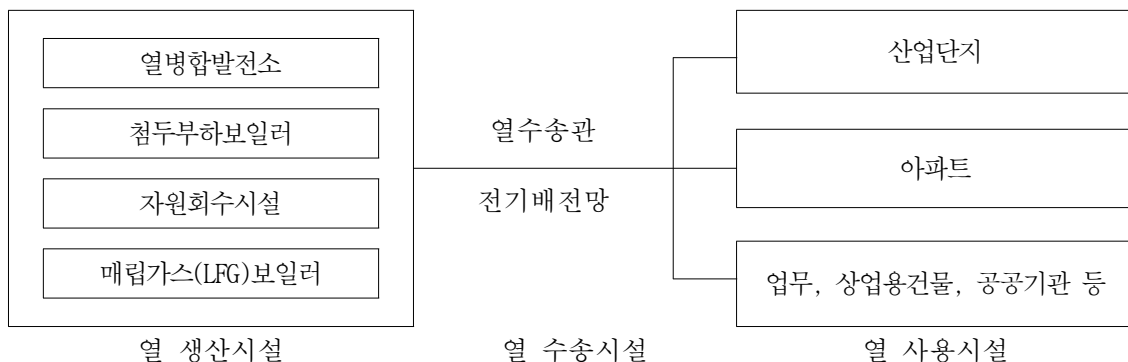 열병합발전소
첨두부하보일러
자원회수시설
매립가스(LFG)보일러
열 생산시설
열수송관
전기배전망
열 수송시설
산업단지
아파트
업무, 상업용건물, 공공기관 등
열 사용시설